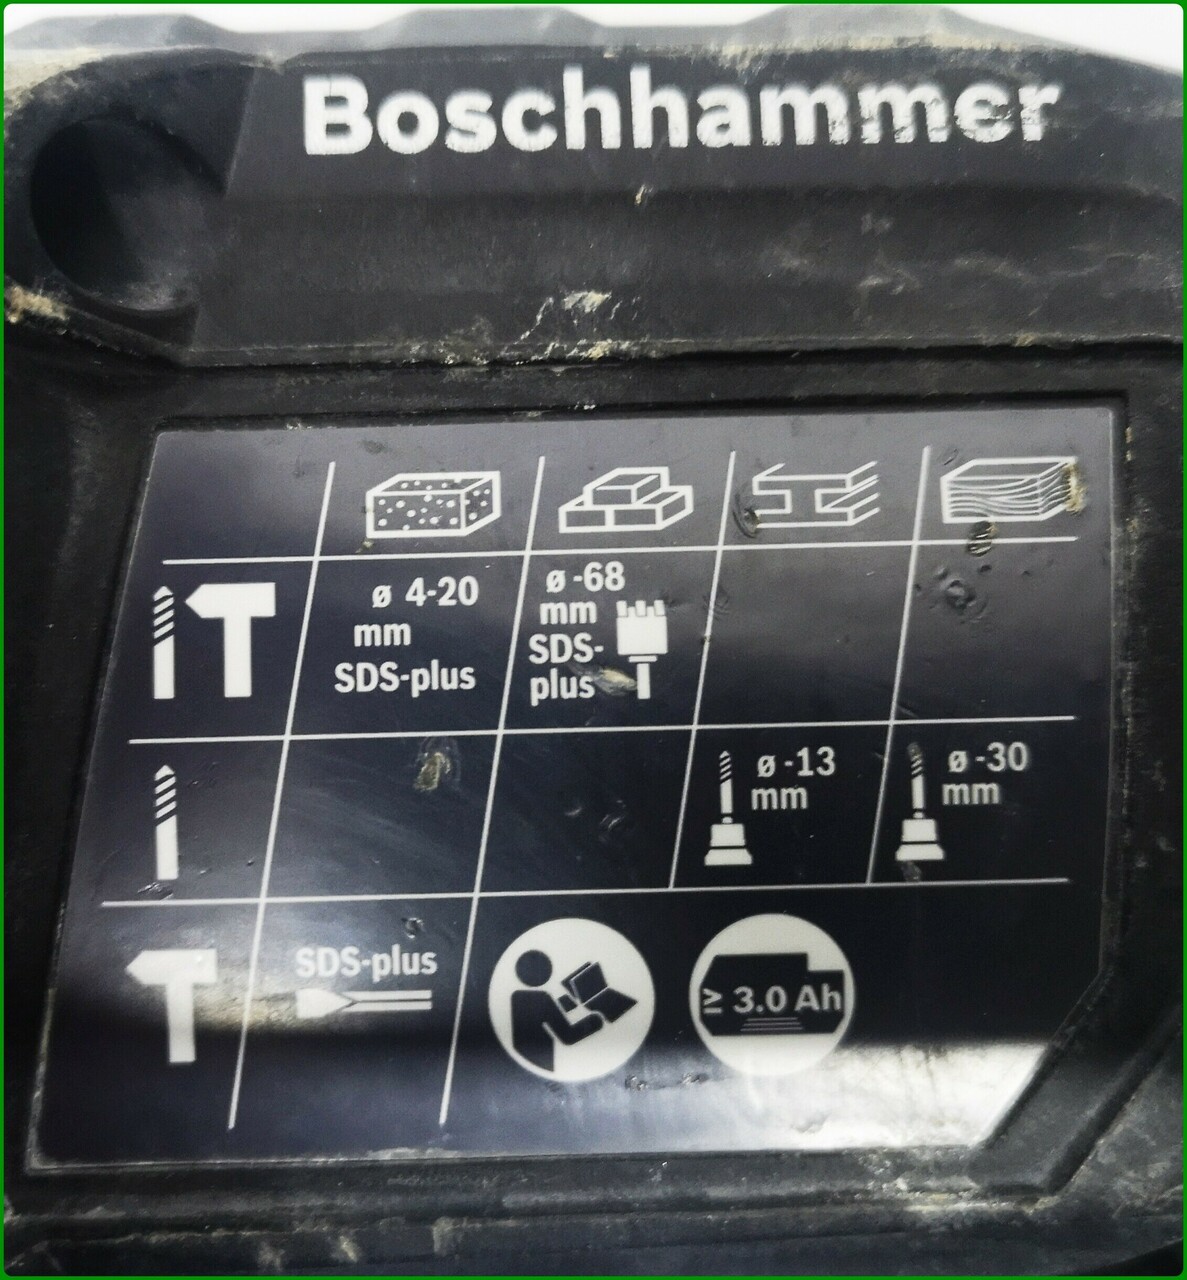 Boschhammer
ø 4-20
mm
SDS-plus
ø -68
mm
SDS-
plus
ø -13
mm
ø -30
mm
SDS-plus
≥ 3.0 Ah